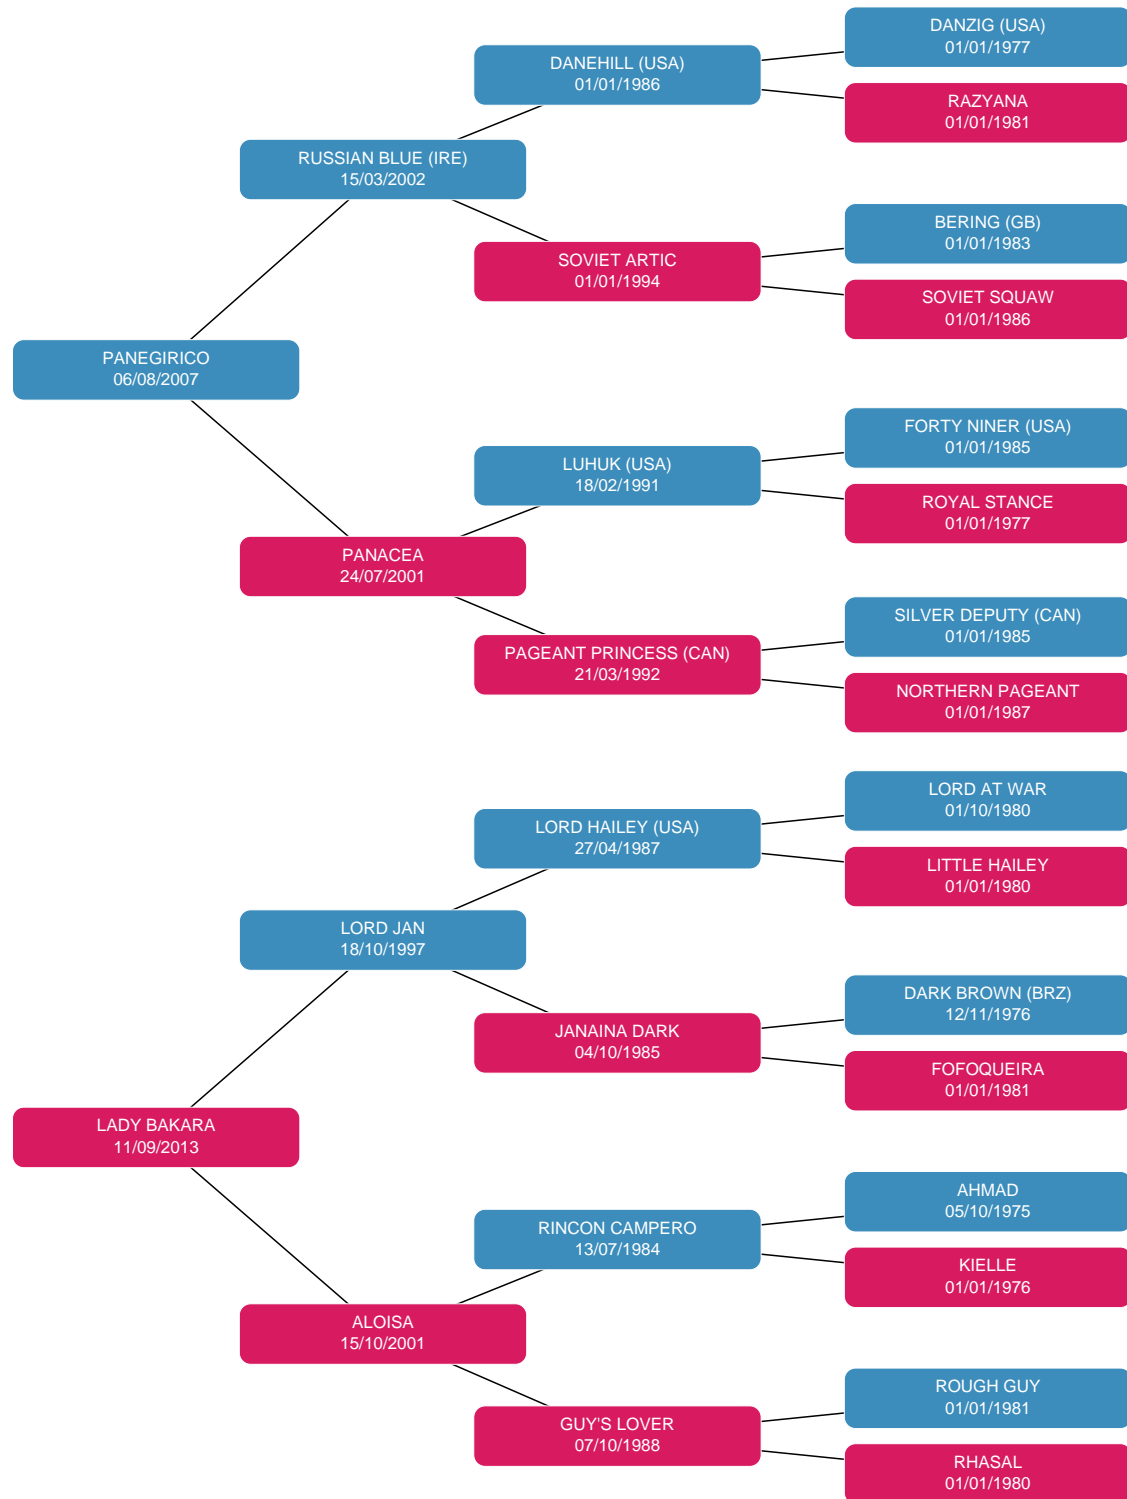 DANZIG (USA)
01/01/1977
DANEHILL (USA)
01/01/1986
RAZYANA
01/01/1981
RUSSIAN BLUE (IRE)
15/03/2002
BERING (GB)
01/01/1983
SOVIET ARTIC
01/01/1994
SOVIET SQUAW
01/01/1986
PANEGIRICO
06/08/2007
FORTY NINER (USA)
01/01/1985
LUHUK (USA)
18/02/1991
ROYAL STANCE
01/01/1977
PANACEA
24/07/2001
SILVER DEPUTY (CAN)
01/01/1985
PAGEANT PRINCESS (CAN)
21/03/1992
NORTHERN PAGEANT
01/01/1987
LORD AT WAR
01/10/1980
LORD HAILEY (USA)
27/04/1987
LITTLE HAILEY
01/01/1980
LORD JAN
18/10/1997
DARK BROWN (BRZ)
12/11/1976
JANAINA DARK
04/10/1985
FOFOQUEIRA
01/01/1981
LADY BAKARA
11/09/2013
AHMAD
05/10/1975
RINCON CAMPERO
13/07/1984
KIELLE
01/01/1976
ALOISA
15/10/2001
ROUGH GUY
01/01/1981
GUY'S LOVER
07/10/1988
RHASAL
01/01/1980